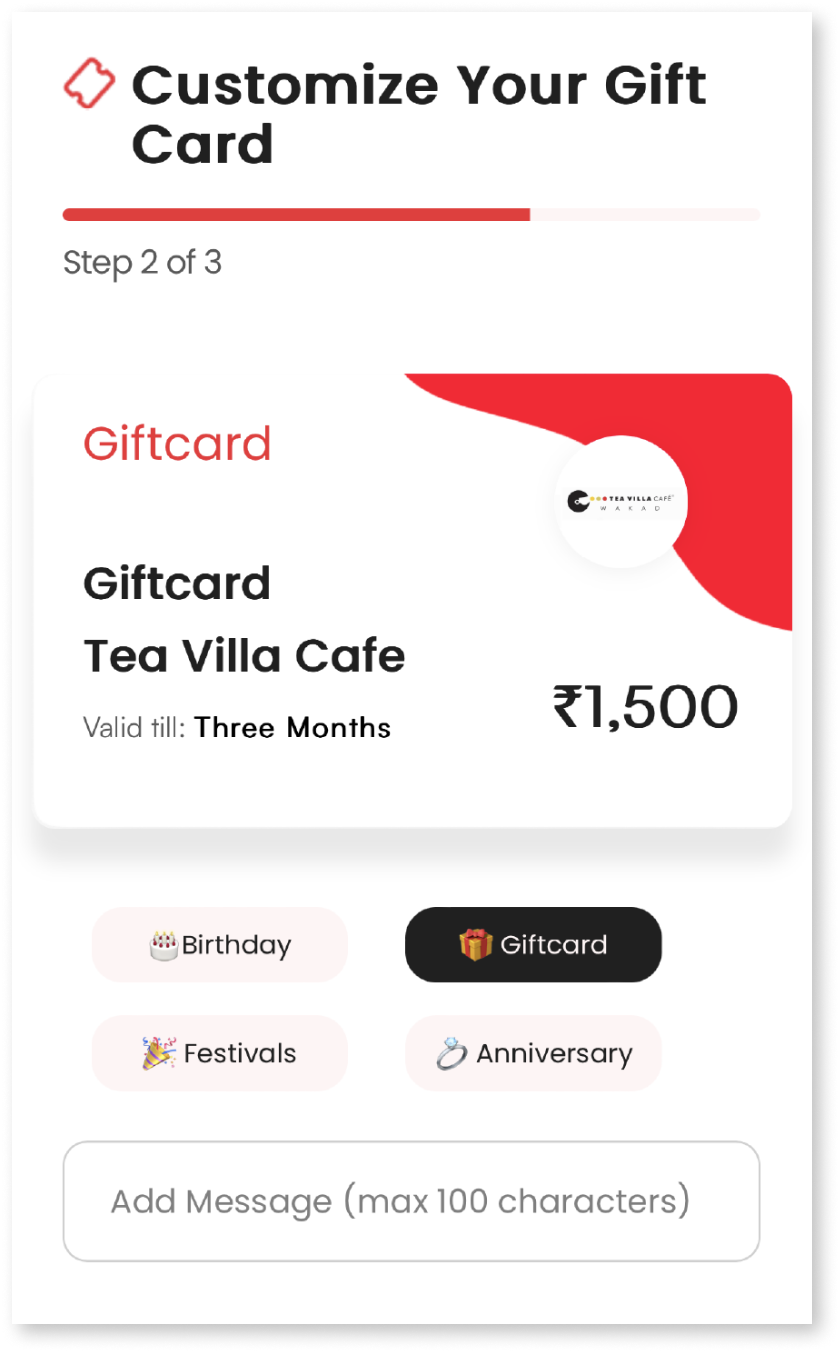 Customize Your Gift
Card
Step 2 of 3
Giftcard
TEA VILLA CAFE
WAKAD
Giftcard
Tea Villa Cafe
₹1,500
Valid till: Three Months
Birthday
Giftcard
Festivals
Anniversary
Add Message (max 100 characters)